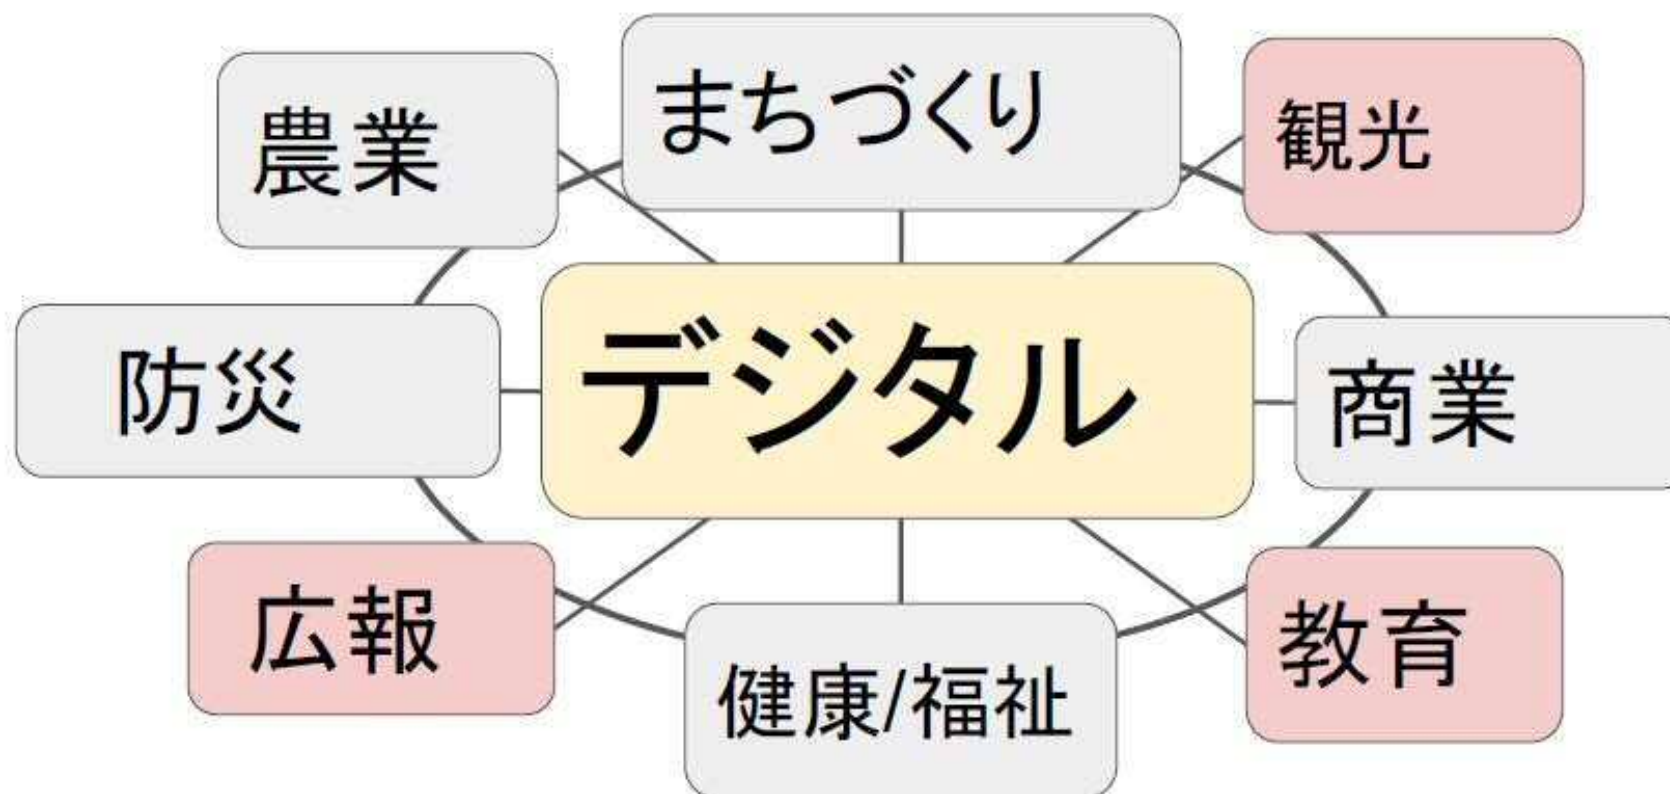 まちづくり
農業
観光
デジタル
防災
商業
広報
教育
健康/福祉